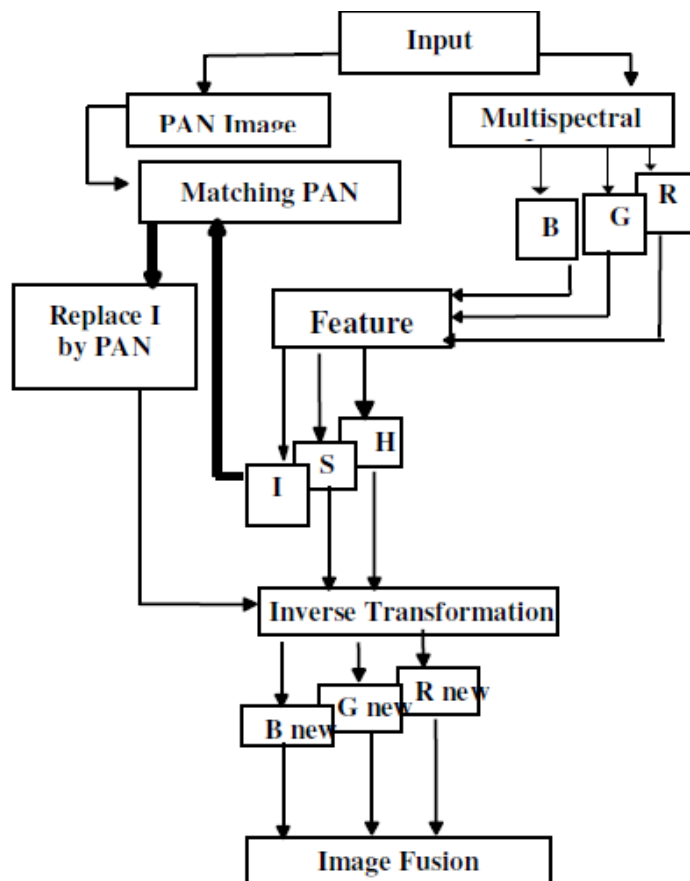 Input
PAN Image
Multispectral
Matching PAN
R
G
B
Replace I
by PAN
Feature
H
S
I
Inverse Transformation
R new
G new
B new
Image Fusion